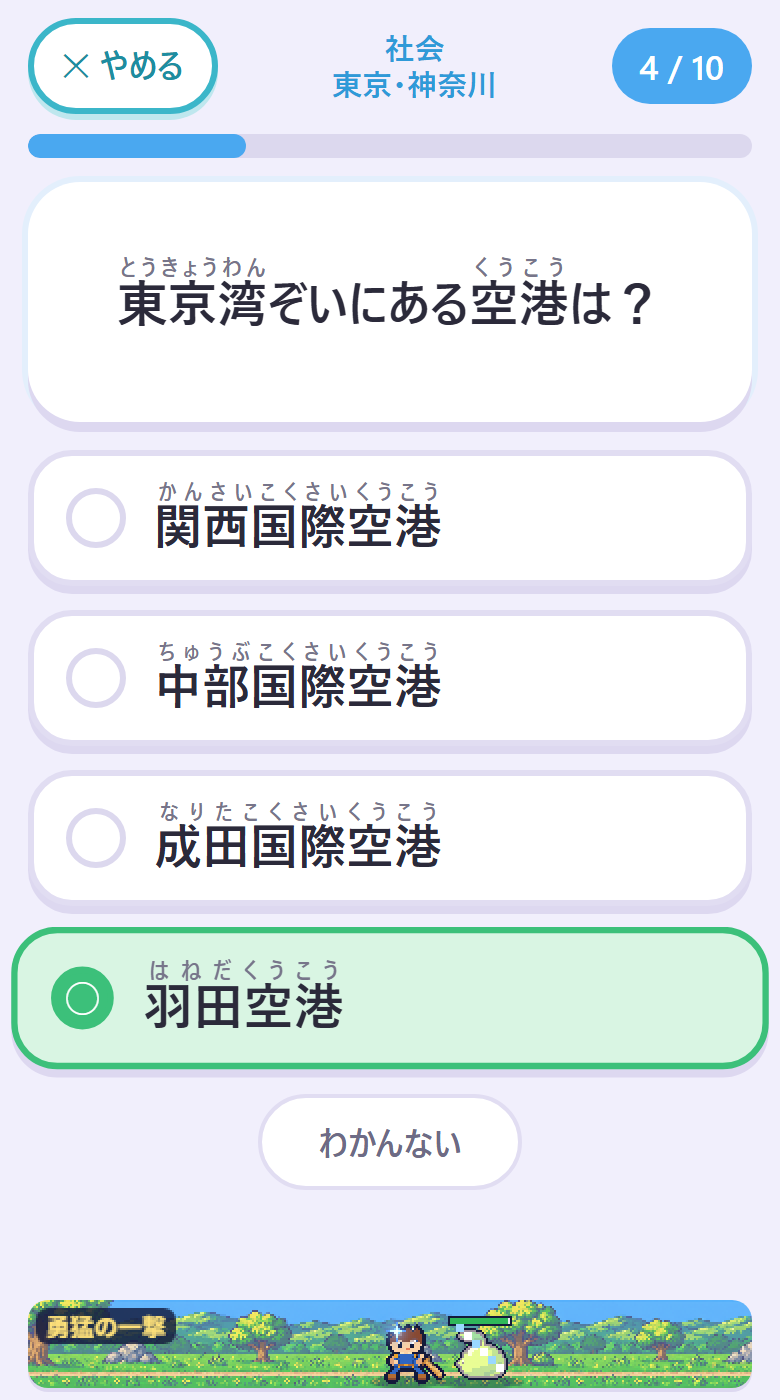 × やめる
社会
東京・神奈川
4 / 10
とうきょうわん くうこう
東京湾ぞいにある空港は？
かんさいこくさいくうこう
関西国際空港
ちゅうぶこくさいくうこう
中部国際空港
なりたこくさいくうこう
成田国際空港
はねだくうこう
羽田空港
わかんない
勇猛の一撃